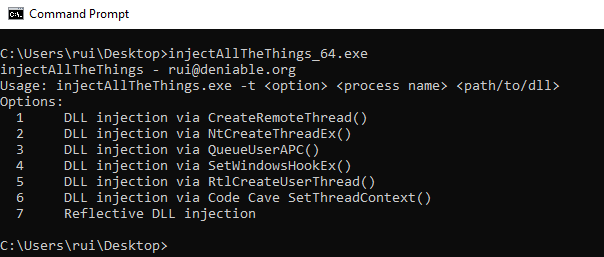 Command Prompt
C:\Users\rui\Desktop>injectAllTheThings_64.exe
injectAllTheThings - rui@deniable.org
Usage: injectAllTheThings.exe -t <option> <process name> <path/to/dll>
Options:
  1     DLL injection via CreateRemoteThread()
  2     DLL injection via NtCreateThreadEx()
  3     DLL injection via QueueUserAPC()
  4     DLL injection via SetWindowsHookEx()
  5     DLL injection via RtlCreateUserThread()
  6     DLL injection via Code Cave SetThreadContext()
  7     Reflective DLL injection
C:\Users\rui\Desktop>